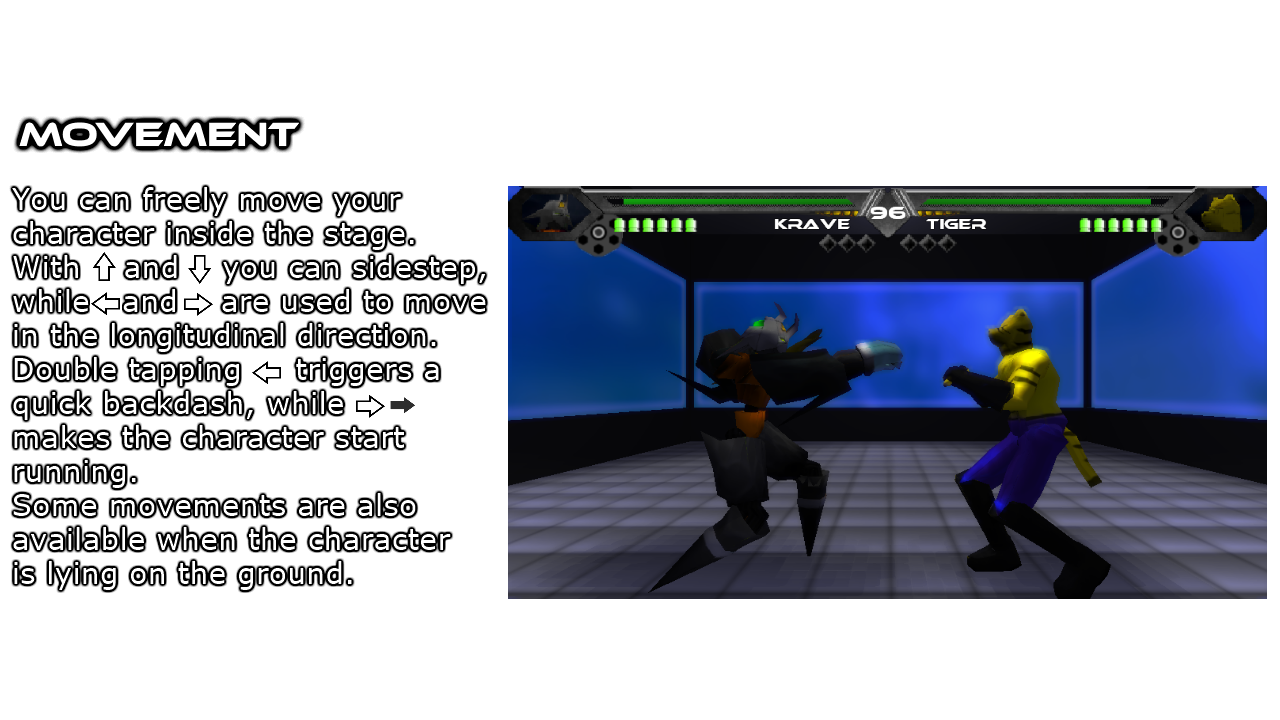 MOVEMENT
You can freely move your
character inside the stage.
With ⇧ and ⇩ you can sidestep,
while ⇦ and ⇨ are used to move
in the longitudinal direction.
Double tapping ⇦ triggers a
quick backdash, while ⇨ ➡
makes the character start
running.
Some movements are also
available when the character
is lying on the ground.
96
KRAVE TIGER